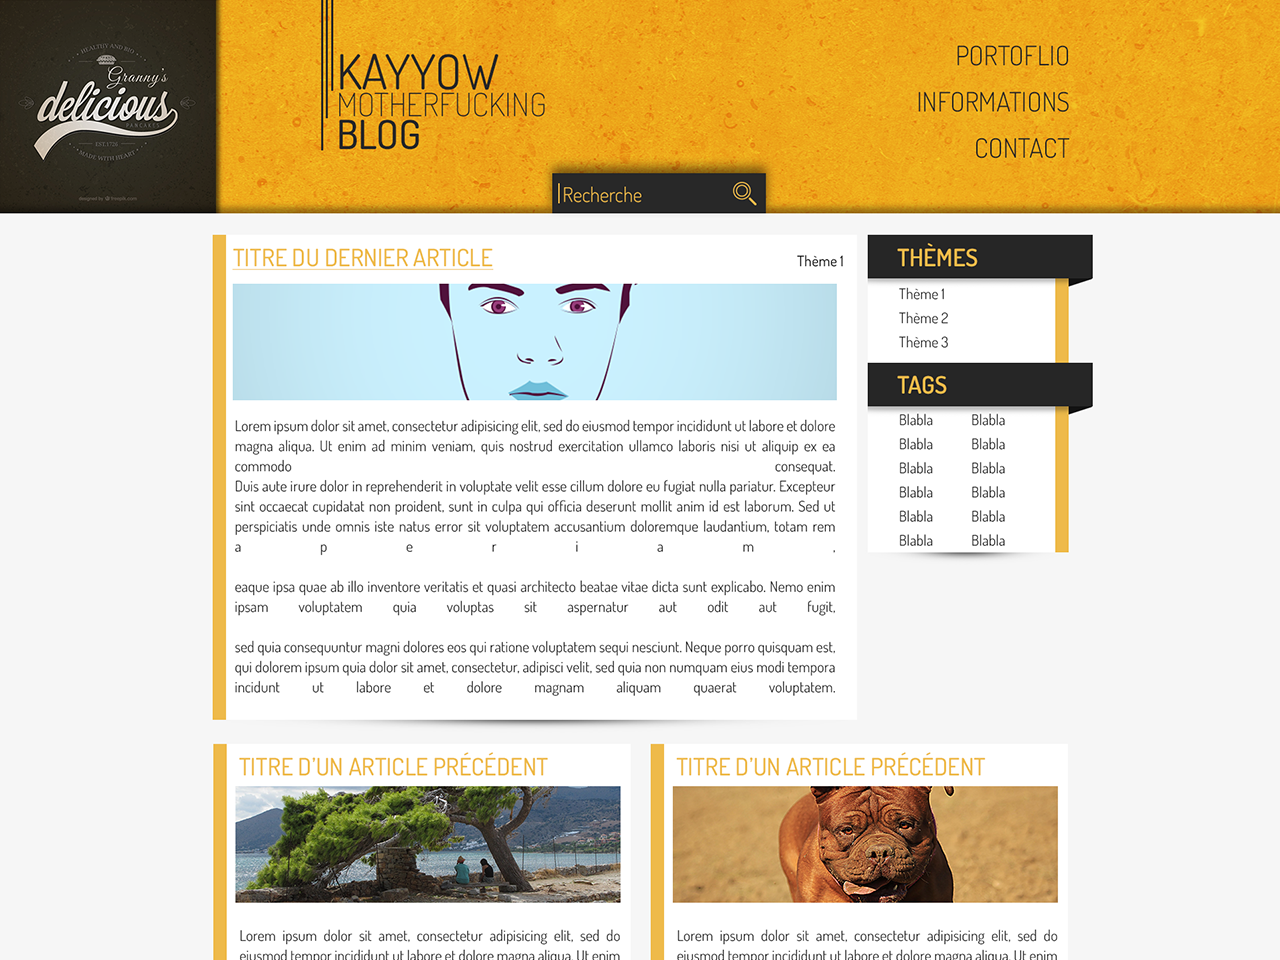 HEALTHY AND BIO
Granny's
delicious
PANCAKES
EST.1726
MADE WITH HEART
designed by freepik.com
KAYYOW
MOTHERFUCKING
BLOG
PORTOFLIO
INFORMATIONS
CONTACT
Recherche
TITRE DU DERNIER ARTICLE
Thème 1
Lorem ipsum dolor sit amet, consectetur adipisicing elit, sed do eiusmod tempor incididunt ut labore et dolore
magna aliqua. Ut enim ad minim veniam, quis nostrud exercitation ullamco laboris nisi ut aliquip ex ea
commodo consequat.
Duis aute irure dolor in reprehenderit in voluptate velit esse cillum dolore eu fugiat nulla pariatur. Excepteur
sint occaecat cupidatat non proident, sunt in culpa qui officia deserunt mollit anim id est laborum. Sed ut
perspiciatis unde omnis iste natus error sit voluptatem accusantium doloremque laudantium, totam rem
a p e r i a m ,
eaque ipsa quae ab illo inventore veritatis et quasi architecto beatae vitae dicta sunt explicabo. Nemo enim
ipsam voluptatem quia voluptas sit aspernatur aut odit aut fugit,
sed quia consequuntur magni dolores eos qui ratione voluptatem sequi nesciunt. Neque porro quisquam est,
qui dolorem ipsum quia dolor sit amet, consectetur, adipisci velit, sed quia non numquam eius modi tempora
incidunt ut labore et dolore magnam aliquam quaerat voluptatem.
THÈMES
Thème 1
Thème 2
Thème 3
TAGS
Blabla Blabla
Blabla Blabla
Blabla Blabla
Blabla Blabla
Blabla Blabla
Blabla Blabla
TITRE D'UN ARTICLE PRÉCÉDENT
Lorem ipsum dolor sit amet, consectetur adipisicing elit, sed do
eiusmod tempor incididunt ut labore et dolore magna aliqua. Ut enim
TITRE D'UN ARTICLE PRÉCÉDENT
Lorem ipsum dolor sit amet, consectetur adipisicing elit, sed do
eiusmod tempor incididunt ut labore et dolore magna aliqua. Ut enim